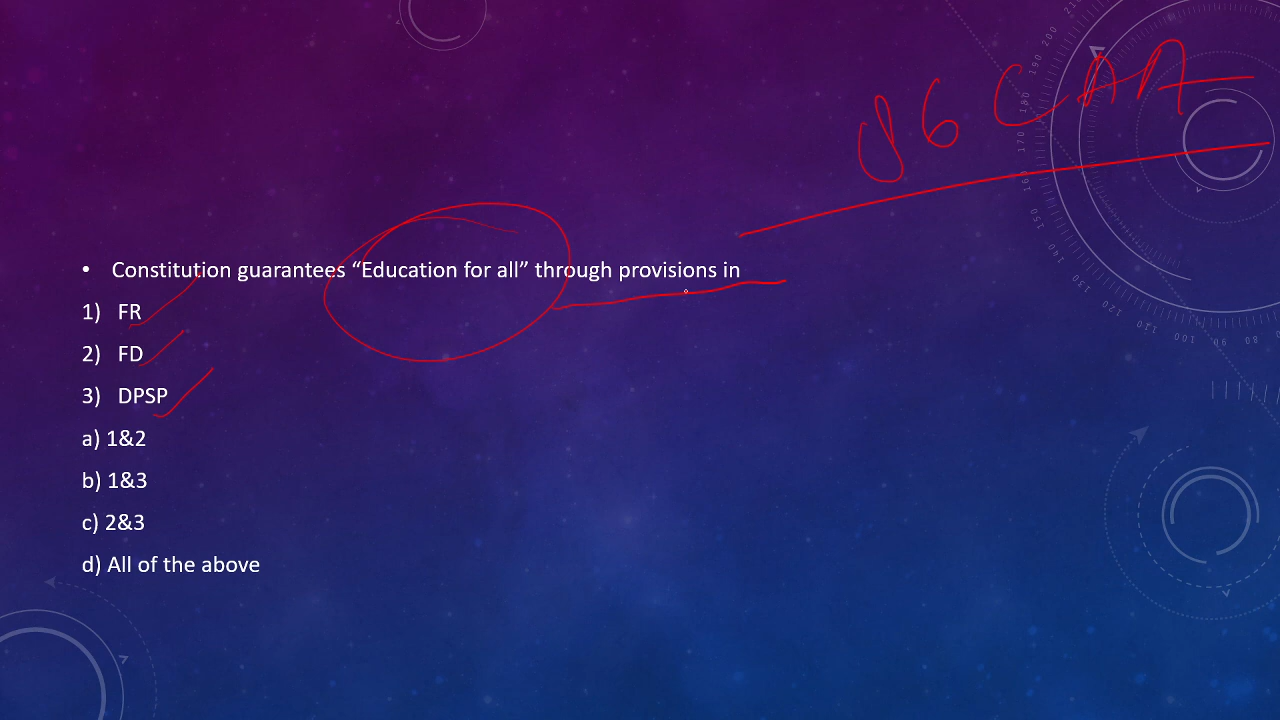 86 CAA
• Constitution guarantees “Education for all” through provisions in
1) FR
2) FD
3) DPSP
a) 1&2
b) 1&3
c) 2&3
d) All of the above